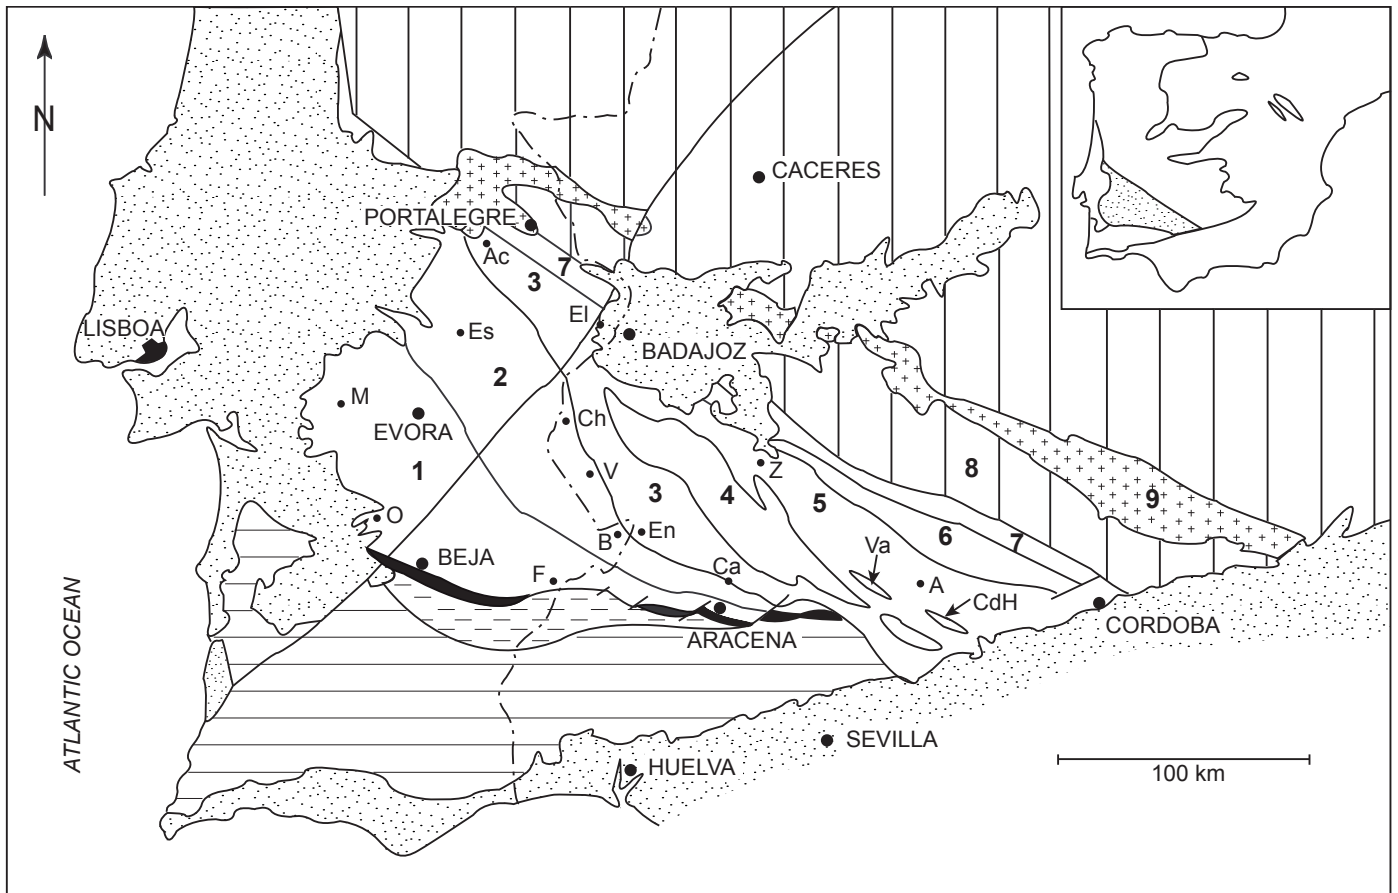 N
CACERES
PORTALEGRE
Ac
3
7
El
LISBOA
Es
BADAJOZ
2
M
EVORA
Ch
1
V
3
4
Z
5
8
9
O
B
En
6
7
Va
BEJA
F
Ca
A
CdH
ARACENA
CORDOBA
ATLANTIC OCEAN
SEVILLA
HUELVA
100 km